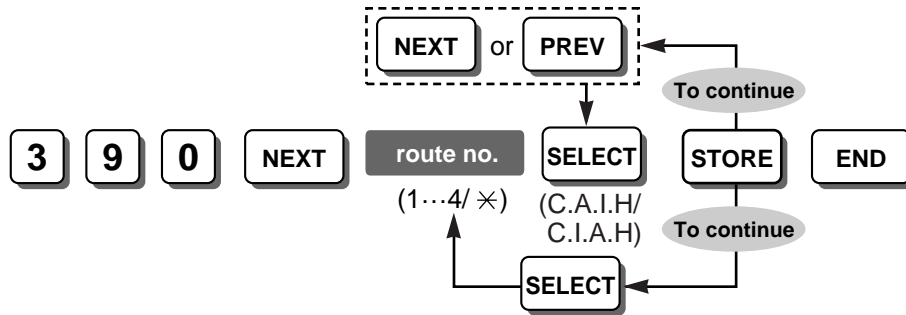 NEXT or PREV
To continue
3 9 0 NEXT route no. SELECT STORE END
(1···4/ ✳)
(C.A.I.H/
C.I.A.H)
To continue
SELECT